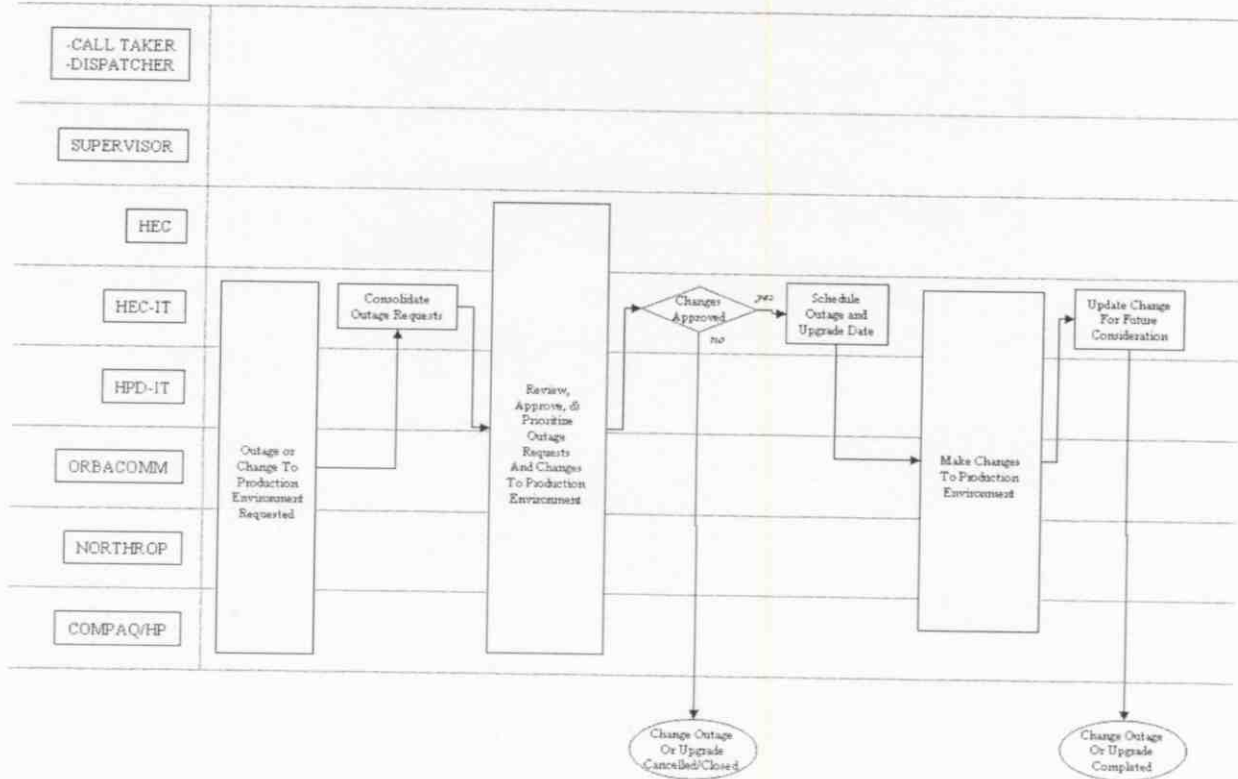 -CALL TAKER
-DISPATCHER
SUPERVISOR
HEC
HEC-IT
HPD-IT
ORBACOMM
NORTHROP
COMPAQ/HP
Outage or
Change To
Production
Environment
Requested
Consolidate
Outage Requests
Review,
Approve, &
Prioritize
Outage
Requests
And Changes
To Production
Environment
Changes
Approved
yes
no
Schedule
Outage and
Upgrade Date
Make Changes
To Production
Environment
Update Change
For Future
Consideration
Change Outage
Or Upgrade
Cancelled/Closed
Change Outage
Or Upgrade
Completed